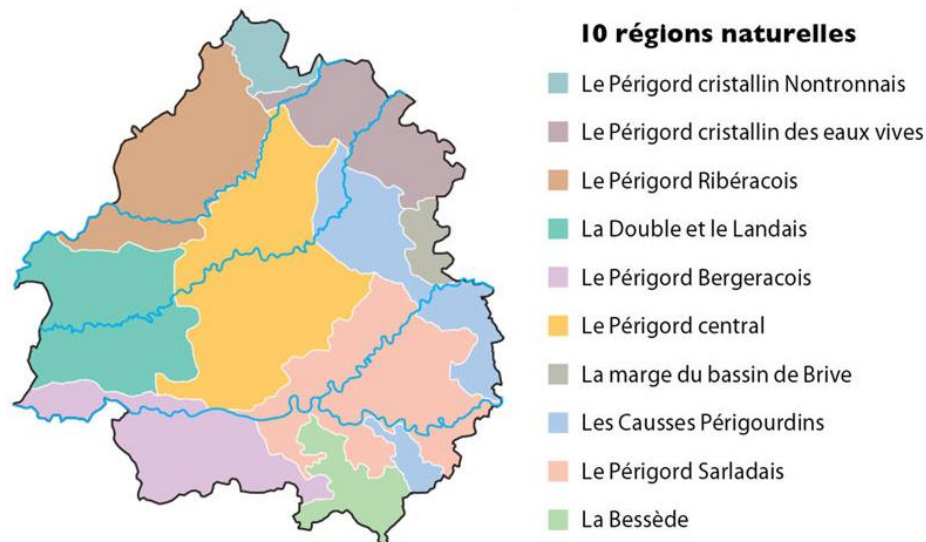 10 régions naturelles
Le Périgord cristallin Nontronnais
Le Périgord cristallin des eaux vives
Le Périgord Ribéracois
La Double et le Landais
Le Périgord Bergeracois
Le Périgord central
La marge du bassin de Brive
Les Causses Périgourdins
Le Périgord Sarladais
La Bessède